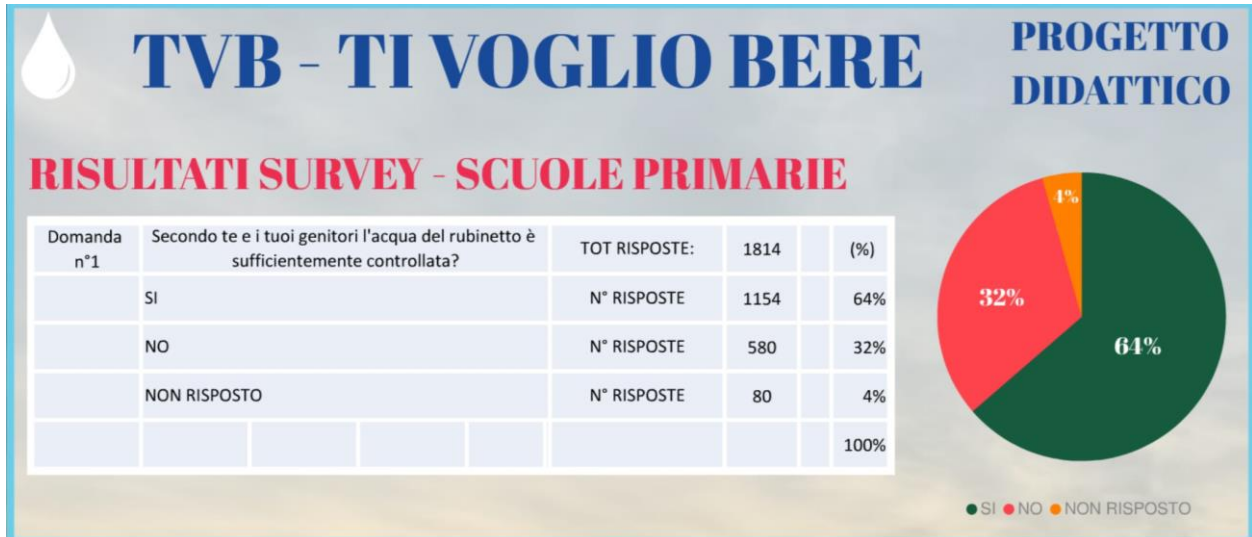 TVB - TI VOGLIO BERE
PROGETTO
DIDATTICO
RISULTATI SURVEY - SCUOLE PRIMARIE
Domanda n°1 Secondo te e i tuoi genitori l'acqua del rubinetto è sufficientemente controllata? TOT RISPOSTE: 1814 (%)
SI N° RISPOSTE 1154 64%
NO N° RISPOSTE 580 32%
NON RISPOSTO N° RISPOSTE 80 4%
100%
4%
32%
64%
SI NO NON RISPOSTO